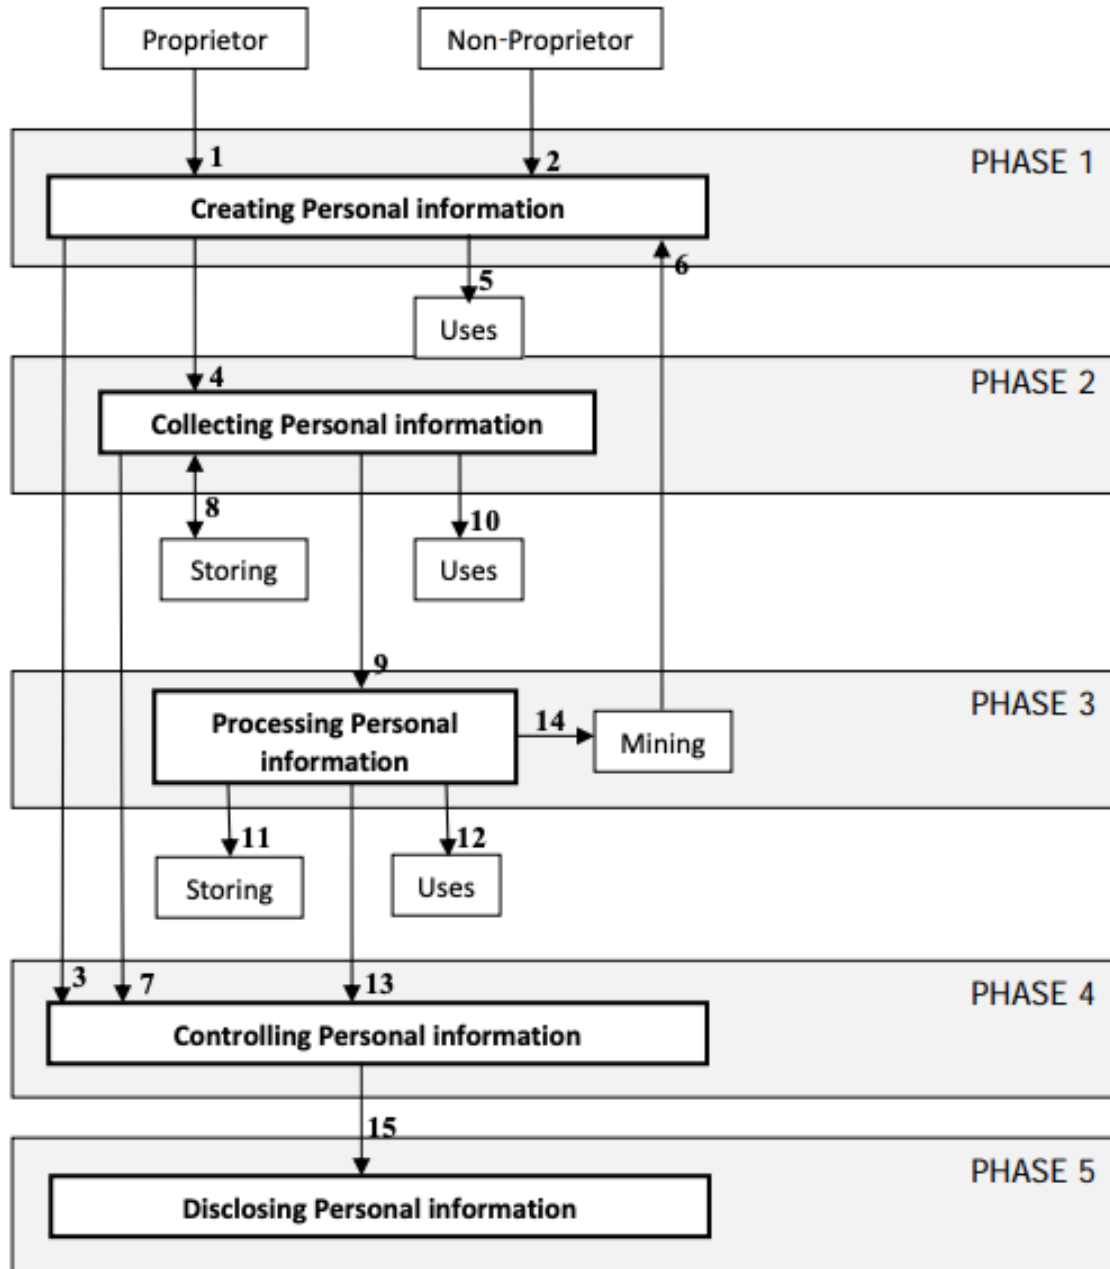 Proprietor
Non-Proprietor
PHASE 1
1
2
Creating Personal information
6
5
Uses
PHASE 2
4
Collecting Personal information
8
10
Storing
Uses
9
PHASE 3
Processing Personal
information
14
Mining
11
12
Storing
Uses
3
7
13
PHASE 4
Controlling Personal information
15
PHASE 5
Disclosing Personal information